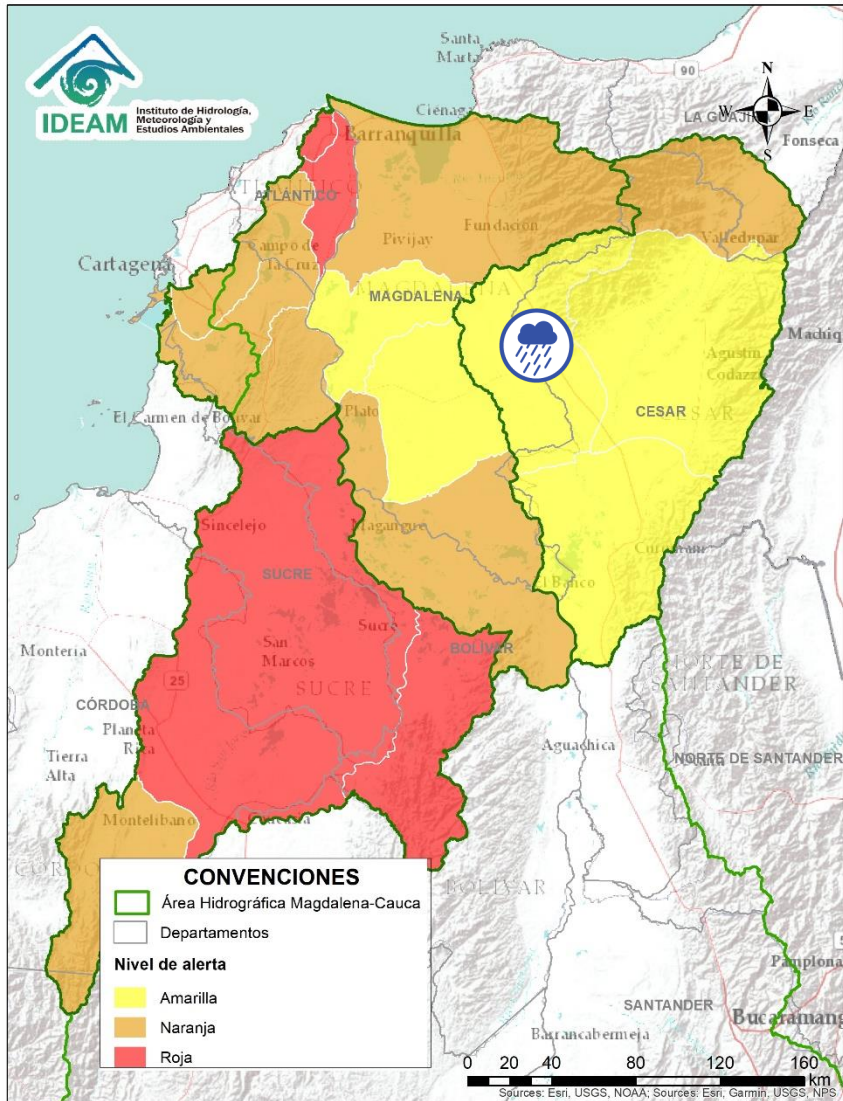 IDEAM
Instituto de Hidrología,
Meteorología y
Estudios Ambientales
Santa
Marta
90
N
W
E
S
LA GUAJIRA
Fonseca
Ciénaga
Barranquilla
ATLÁNTICO
Campo de
la Cruz
Cartagena
Pivijay
Fundación
Valledupar
MAGDALENA
Agustín
Codazzi
CESAR
El Carmen de Bolívar
Plato
Sincelejo
Magangue
SUCRE
El Banco
Montería
San
Marcos
Sucre
BOLÍVAR
SUCRE
25
CÓRDOBA
Planeta
Rica
Tierra
Alta
NORTE DE
SANTANDER
Aguachica
NORTE DE SANTANDER
Montelibano
BOLÍVAR
CONVENCIONES
Área Hidrográfica Magdalena-Cauca
Departamentos
Nivel de alerta
Amarilla
Naranja
Roja
Pamplona
SANTANDER
Bucaramang
Barrancabermeja
0 20 40 80 120 160
km
Sources: Esri, USGS, NOAA; Sources: Esri, Garmin, USGS, NPS